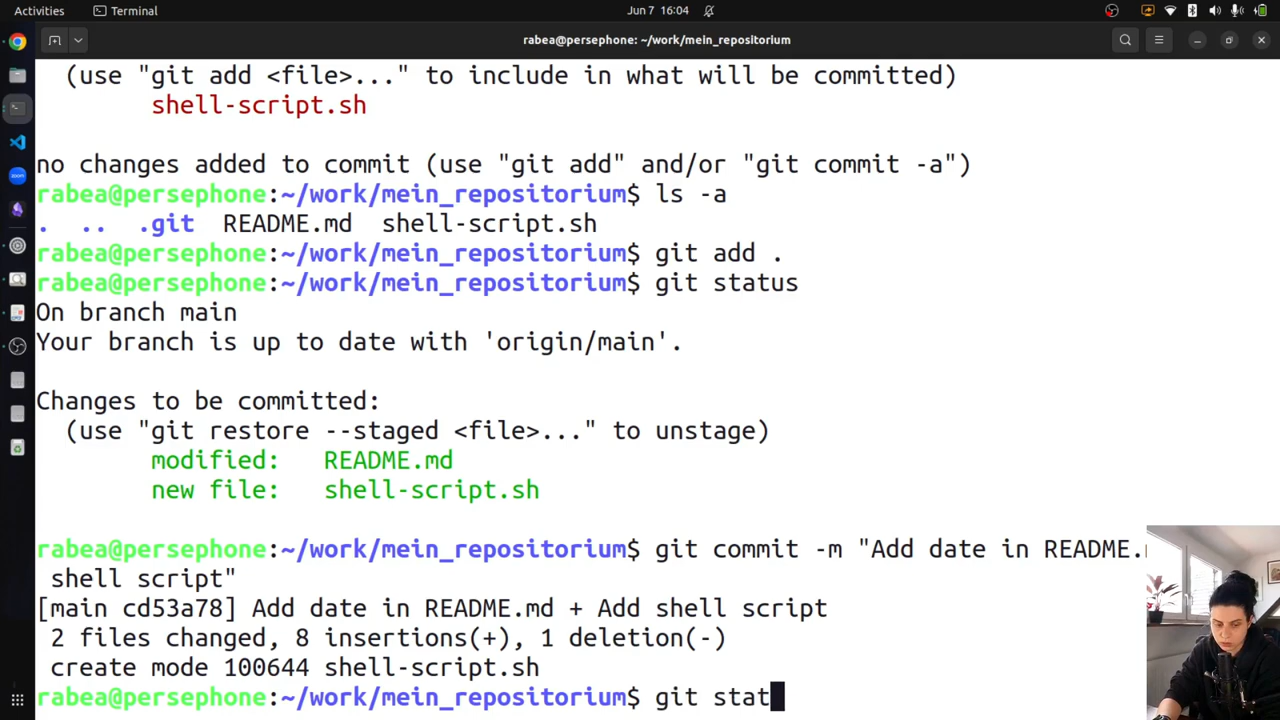 Activities Terminal Jun 7 16:04
rabea@persephone: ~/work/mein_repositorium
(use "git add <file>..." to include in what will be committed)
shell-script.sh
no changes added to commit (use "git add" and/or "git commit -a")
rabea@persephone:~/work/mein_repositorium$ ls -a
. .. .git README.md shell-script.sh
rabea@persephone:~/work/mein_repositorium$ git add .
rabea@persephone:~/work/mein_repositorium$ git status
On branch main
Your branch is up to date with 'origin/main'.
Changes to be committed:
(use "git restore --staged <file>..." to unstage)
modified: README.md
new file: shell-script.sh
rabea@persephone:~/work/mein_repositorium$ git commit -m "Add date in README.
shell script"
[main cd53a78] Add date in README.md + Add shell script
2 files changed, 8 insertions(+), 1 deletion(-)
create mode 100644 shell-script.sh
rabea@persephone:~/work/mein_repositorium$ git stat